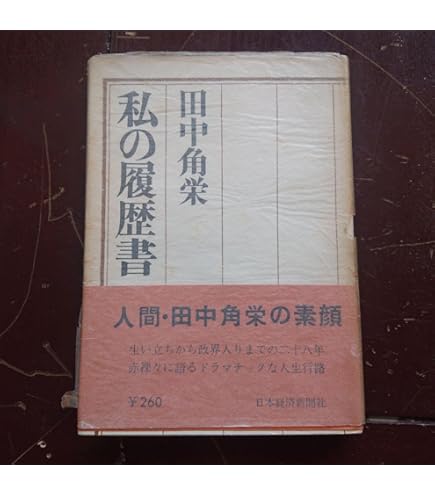 私の履歴書
田中角栄
人間・田中角栄の素顔
生い立ちから政界入りまでの二十八年
赤裸々に語るドラマチックな人生行路
¥260
日本経済新聞社